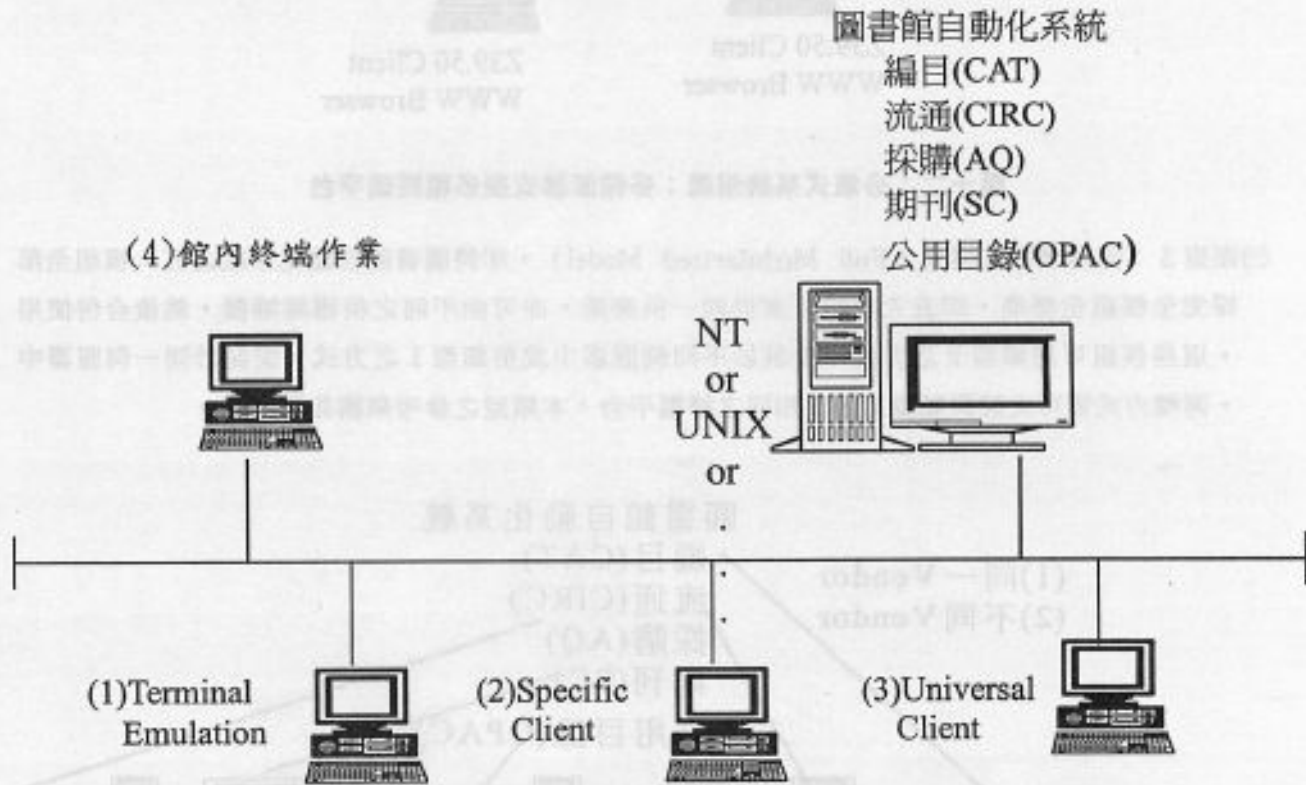 圖書館自動化系統
編目(CAT)
流通(CIRC)
採購(AQ)
期刊(SC)
公用目錄(OPAC)
(4)館內終端作業
NT
or
UNIX
or
.
.
.
(1)Terminal
Emulation
(2)Specific
Client
(3)Universal
Client